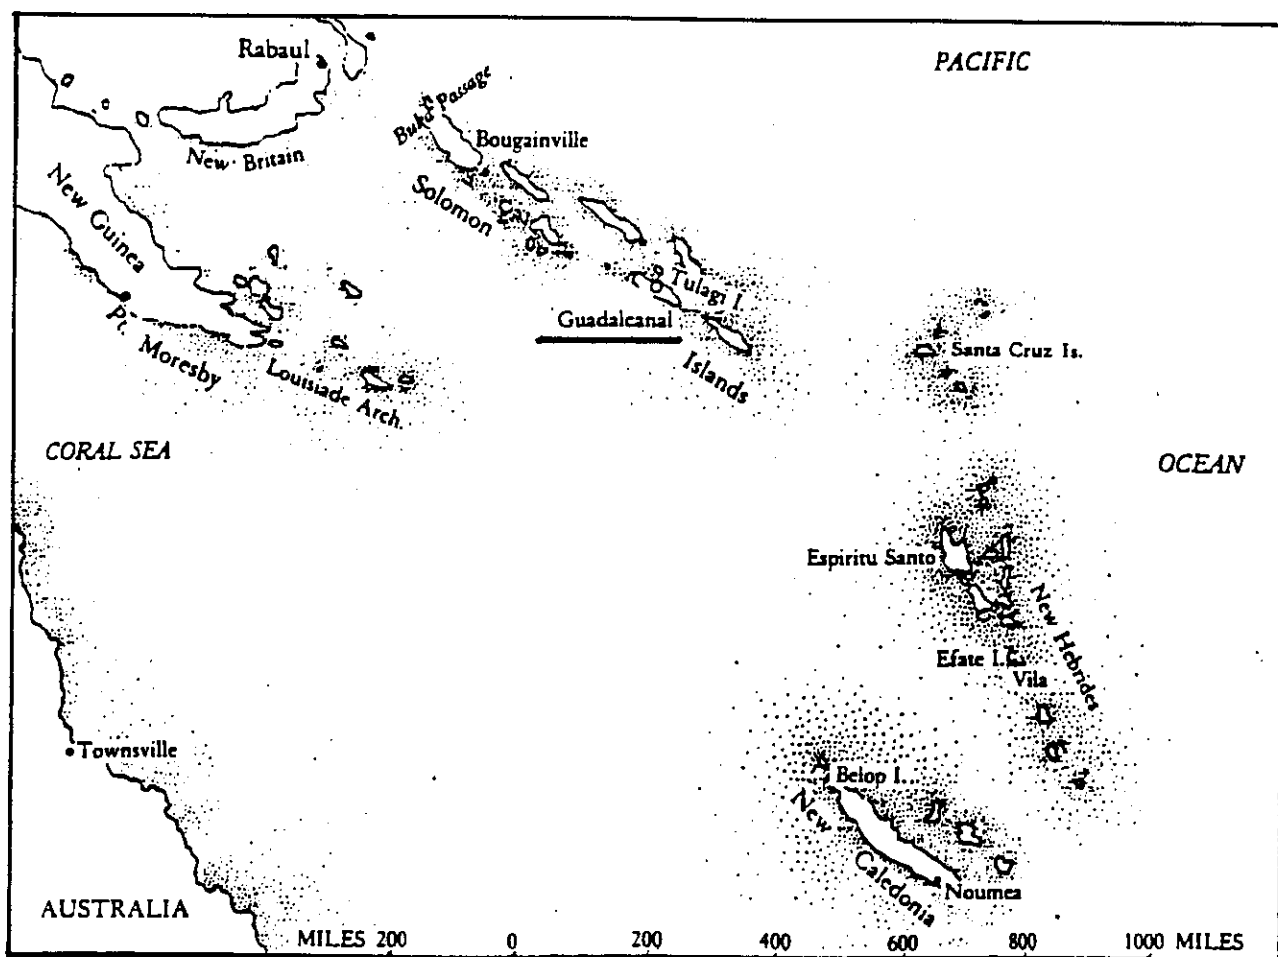 Rabaul
PACIFIC
Buka Passage
Bougainville
New Britain
New Guinea
Solomon
Tulagi I.
Guadalcanal
Islands
Santa Cruz Is.
Pt. Moresby
Louisiade Arch.
CORAL SEA
OCEAN
Espiritu Santo
New Hebrides
Efate I.
Vila
Townsville
Belop I.
New
Caledonia
Noumea
AUSTRALIA
MILES 200 0 200 400 600 800 1000 MILES